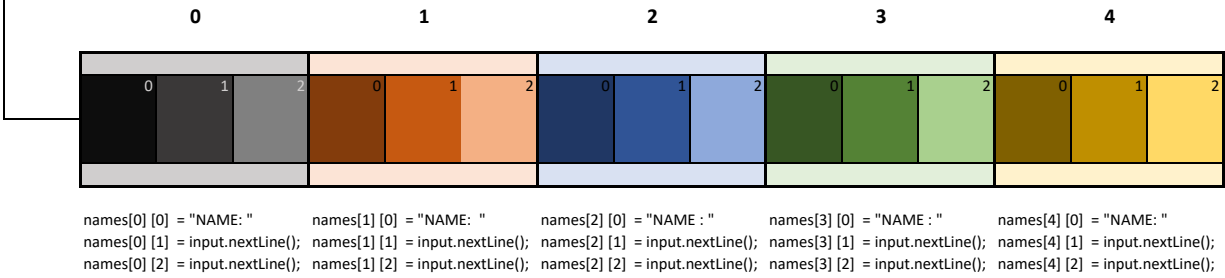 0 1 2 3 4
0 1 2 0 1 2 0 1 2 0 1 2 0 1 2
names[0] [0]  = "NAME: " names[1] [0]  = "NAME:  " names[2] [0]  = "NAME : " names[3] [0]  = "NAME : " names[4] [0]  = "NAME:  "
names[0] [1]  = input.nextLine(); names[1] [1]  = input.nextLine(); names[2] [1]  = input.nextLine(); names[3] [1]  = input.nextLine(); names[4] [1]  = input.nextLine();
names[0] [2]  = input.nextLine(); names[1] [2]  = input.nextLine(); names[2] [2]  = input.nextLine(); names[3] [2]  = input.nextLine(); names[4] [2]  = input.nextLine();